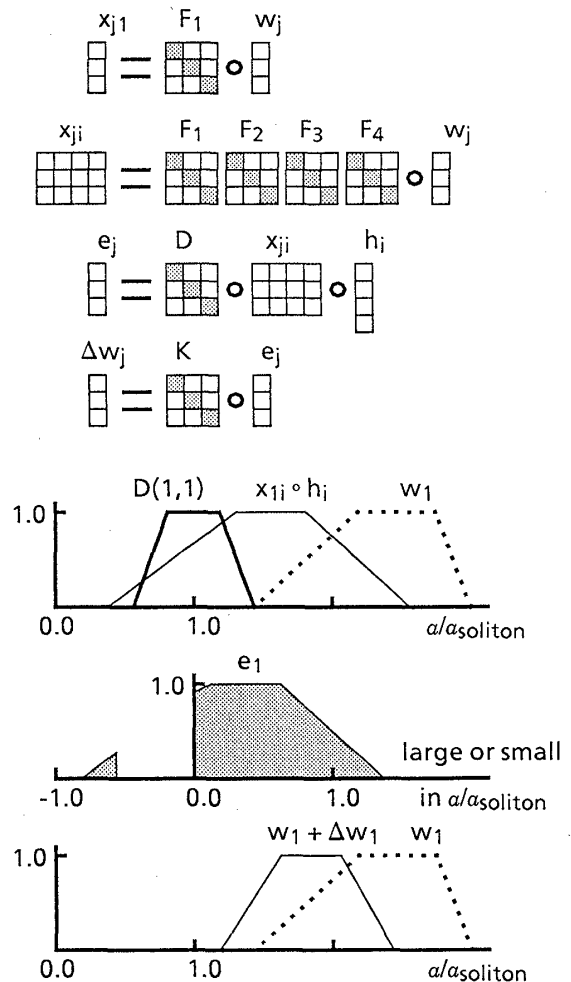 xj1 F1 wj
= ∘
xji F1 F2 F3 F4 wj
= ∘
ej D xji hi
= ∘ ∘
Δwj K ej
= ∘
D(1,1) x1i∘hi w1
1.0
0.0 1.0 a/asoliton
e1
1.0
large or small
-1.0 0.0 1.0 in a/asoliton
w1 + Δw1 w1
1.0
0.0 1.0 a/asoliton